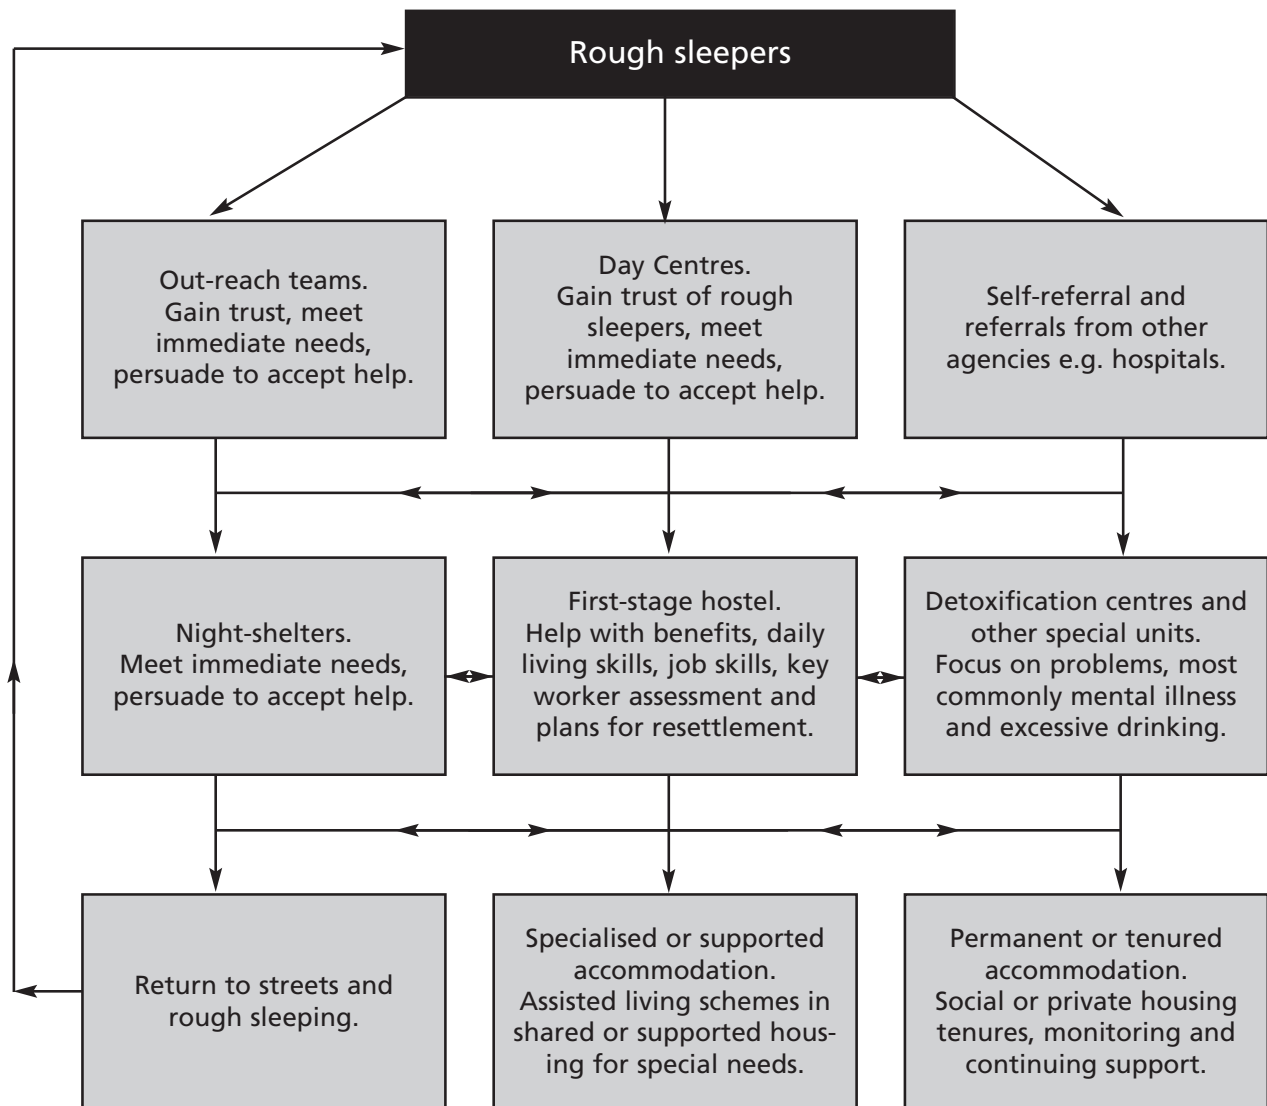 Rough sleepers
Out-reach teams.
Gain trust, meet
immediate needs,
persuade to accept help.
Day Centres.
Gain trust of rough
sleepers, meet
immediate needs,
persuade to accept help.
Self-referral and
referrals from other
agencies e.g. hospitals.
Night-shelters.
Meet immediate needs,
persuade to accept help.
First-stage hostel.
Help with benefits, daily
living skills, job skills, key
worker assessment and
plans for resettlement.
Detoxification centres and
other special units.
Focus on problems, most
commonly mental illness
and excessive drinking.
Return to streets and
rough sleeping.
Specialised or supported
accommodation.
Assisted living schemes in
shared or supported hous-
ing for special needs.
Permanent or tenured
accommodation.
Social or private housing
tenures, monitoring and
continuing support.